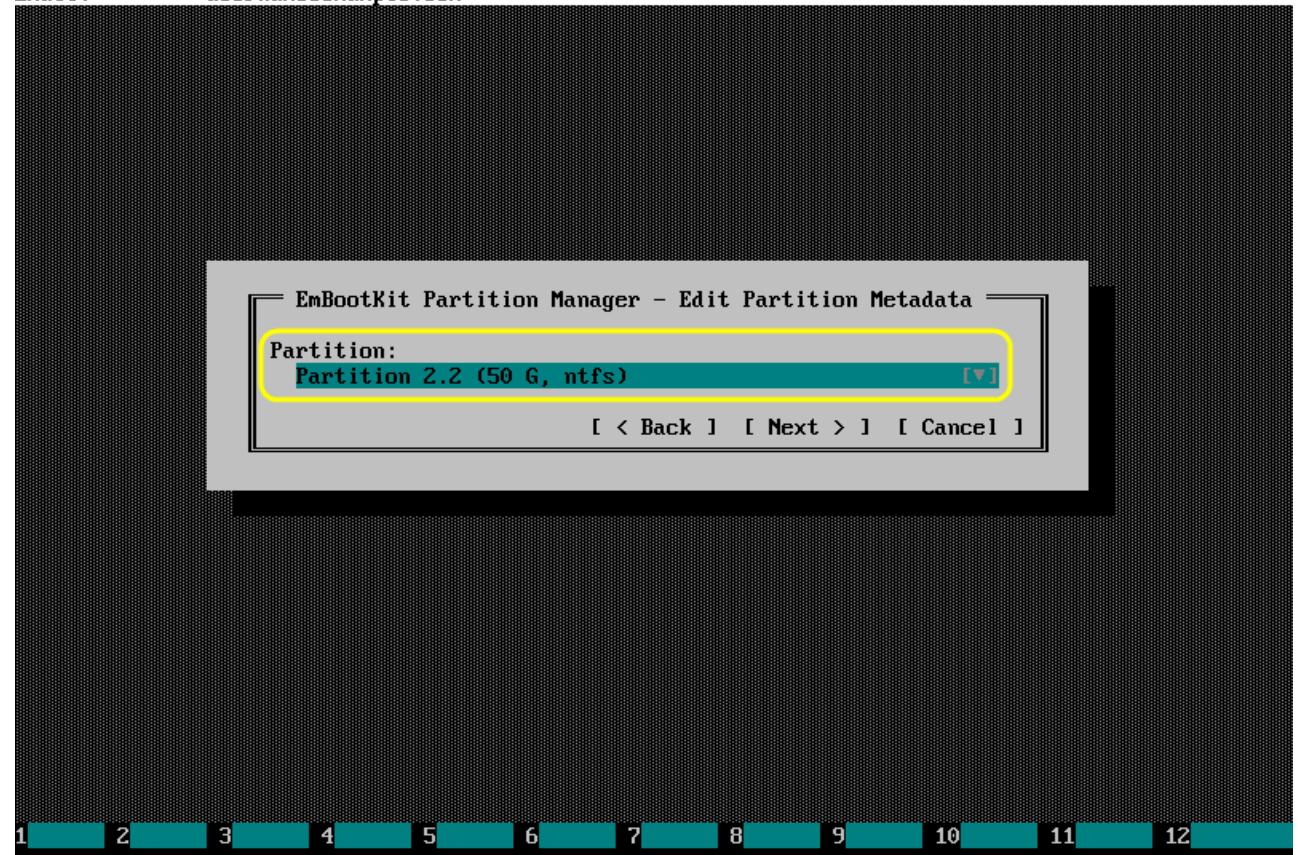 EmBootKit Partition Manager - Edit Partition Metadata
Partition:
Partition 2.2 (50 G, ntfs) [▼]
[ < Back ] [ Next > ] [ Cancel ]
1 2 3 4 5 6 7 8 9 10 11 12